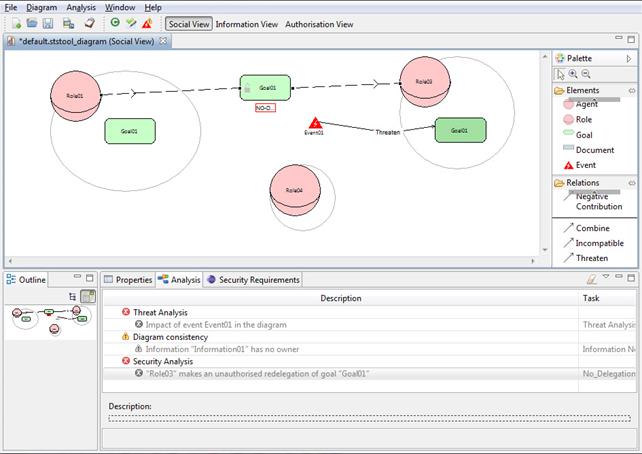 File Diagram Analysis Window Help
Social View Information View Authorisation View
*default.ststool_diagram (Social View)
Palette
Elements
Agent
Role
Goal
Document
Event
Relations
Negative
Contribution
Combine
Incompatible
Threaten
Role01
Goal01
Goal01
NO-D...
Event01
Threaten
Role03
Goal01
Role04
Outline
Properties Analysis Security Requirements
Description Task
Threat Analysis
Impact of event Event01 in the diagram Threat Analysis
Diagram consistency
Information "Information01" has no owner Information No
Security Analysis
"Role03" makes an unauthorised redelegation of goal "Goal01" No_Delegation
Description: